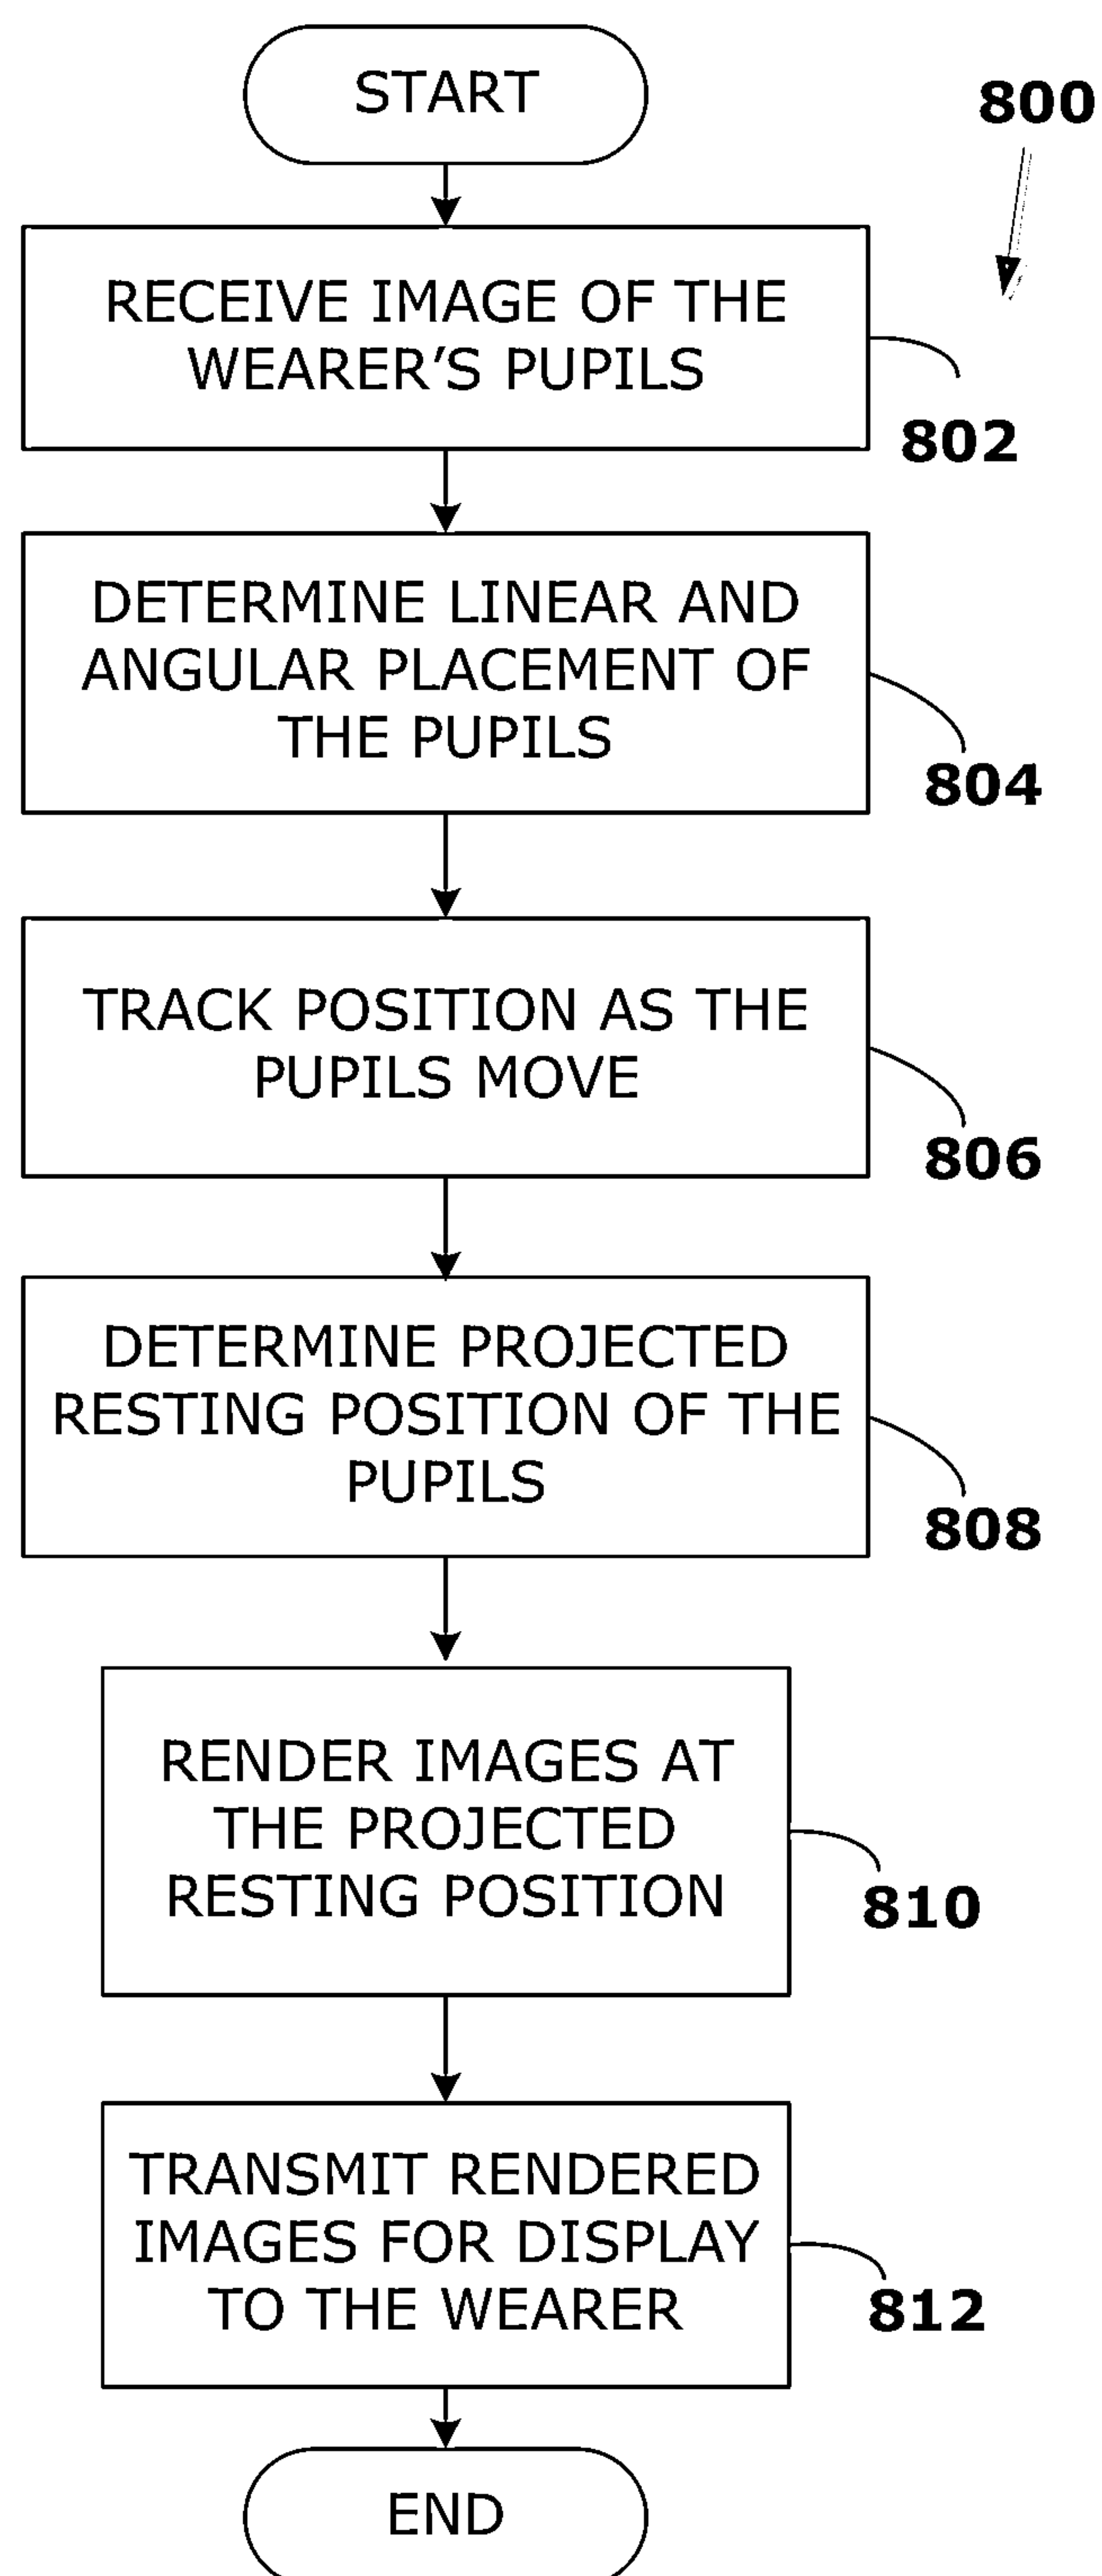 START
800
RECEIVE IMAGE OF THE
WEARER'S PUPILS
802
DETERMINE LINEAR AND
ANGULAR PLACEMENT OF
THE PUPILS
804
TRACK POSITION AS THE
PUPILS MOVE
806
DETERMINE PROJECTED
RESTING POSITION OF THE
PUPILS
808
RENDER IMAGES AT
THE PROJECTED
RESTING POSITION
810
TRANSMIT RENDERED
IMAGES FOR DISPLAY
TO THE WEARER
812
END